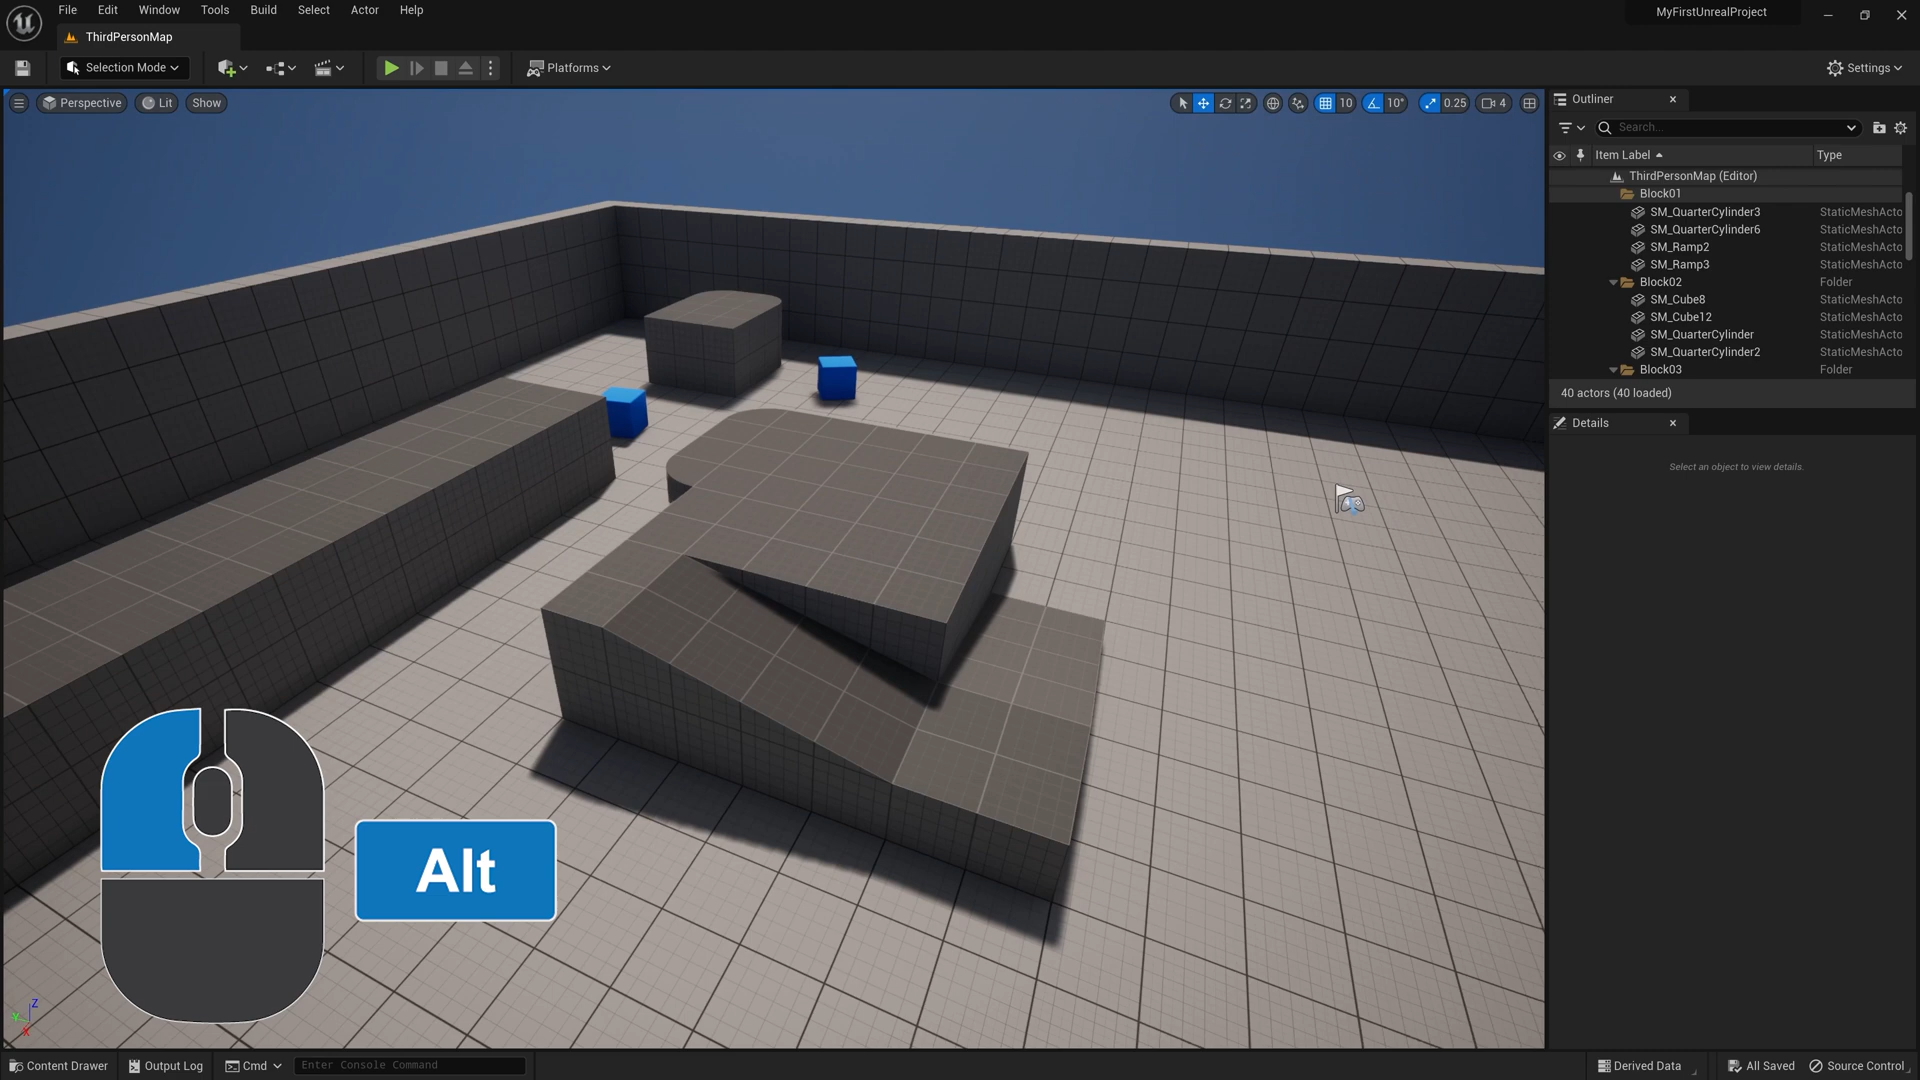 File Edit Window Tools Build Select Actor Help
MyFirstUnrealProject
ThirdPersonMap
Selection Mode
Platforms
Settings
Perspective Lit Show
10 10° 0.25 4
Outliner
Search...
Item Label Type
ThirdPersonMap (Editor)
Block01
SM_QuarterCylinder3 StaticMeshActo
SM_QuarterCylinder6 StaticMeshActo
SM_Ramp2 StaticMeshActo
SM_Ramp3 StaticMeshActo
Block02 Folder
SM_Cube8 StaticMeshActo
SM_Cube12 StaticMeshActo
SM_QuarterCylinder StaticMeshActo
SM_QuarterCylinder2 StaticMeshActo
Block03 Folder
40 actors (40 loaded)
Details
Select an object to view details.
Alt
Z
Y
X
Content Drawer Output Log Cmd Enter Console Command
Derived Data All Saved Source Control